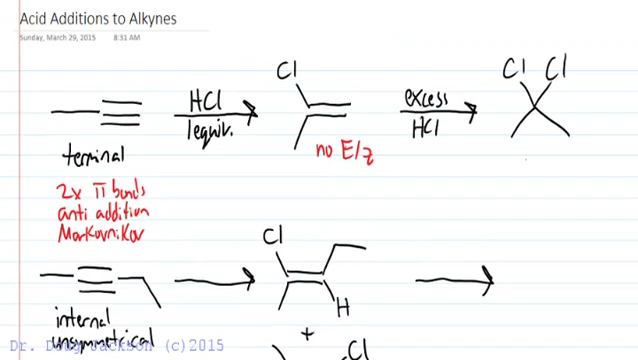 Acid Additions to Alkynes
Sunday, March 29, 2015 8:31 AM
Cl
HCl
1equiv.
no E/z
excess
HCl
Cl Cl
terminal
2x π bonds
anti addition
Markovnikov
Cl
H
internal
unsymmetrical
+
Cl
Dr. Doug Jackson (c)2015